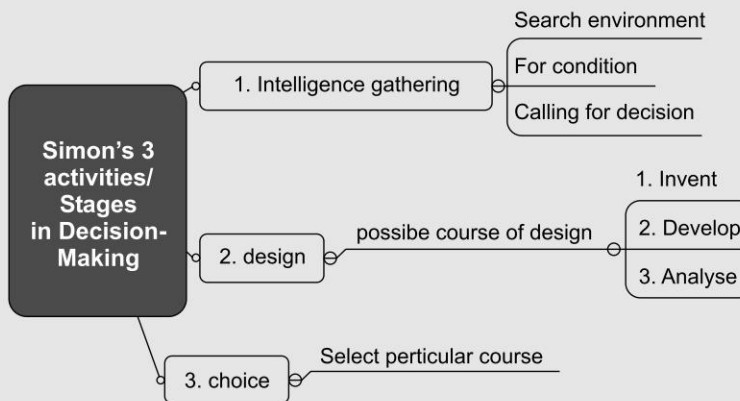 Simon's 3
activities/
Stages
in Decision-
Making
1. Intelligence gathering
Search environment
For condition
Calling for decision
2. design
possibe course of design
1. Invent
2. Develop
3. Analyse
3. choice
Select perticular course